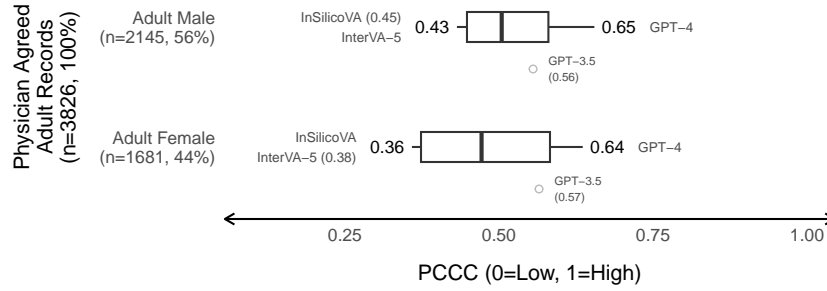 Physician Agreed
Adult Records
(n=3826, 100%)
Adult Male
(n=2145, 56%)
InSilicoVA (0.45)
InterVA−5
0.43
0.65
GPT−4
GPT−3.5
(0.56)
Adult Female
(n=1681, 44%)
InSilicoVA
InterVA−5 (0.38)
0.36
0.64
GPT−4
GPT−3.5
(0.57)
0.25
0.50
0.75
1.00
PCCC (0=Low, 1=High)